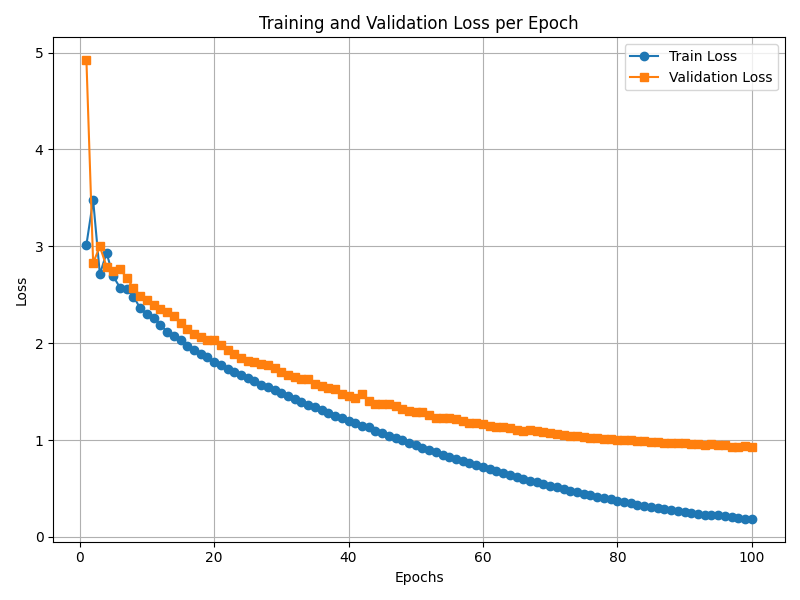 Training and Validation Loss per Epoch
Train Loss
Validation Loss
Loss
5
4
3
2
1
0
0 20 40 60 80 100
Epochs